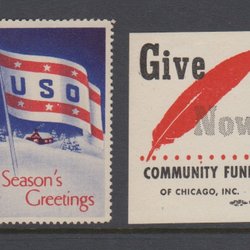 USO
Season's
Greetings
Give
Now
COMMUNITY FUND
OF CHICAGO, INC.